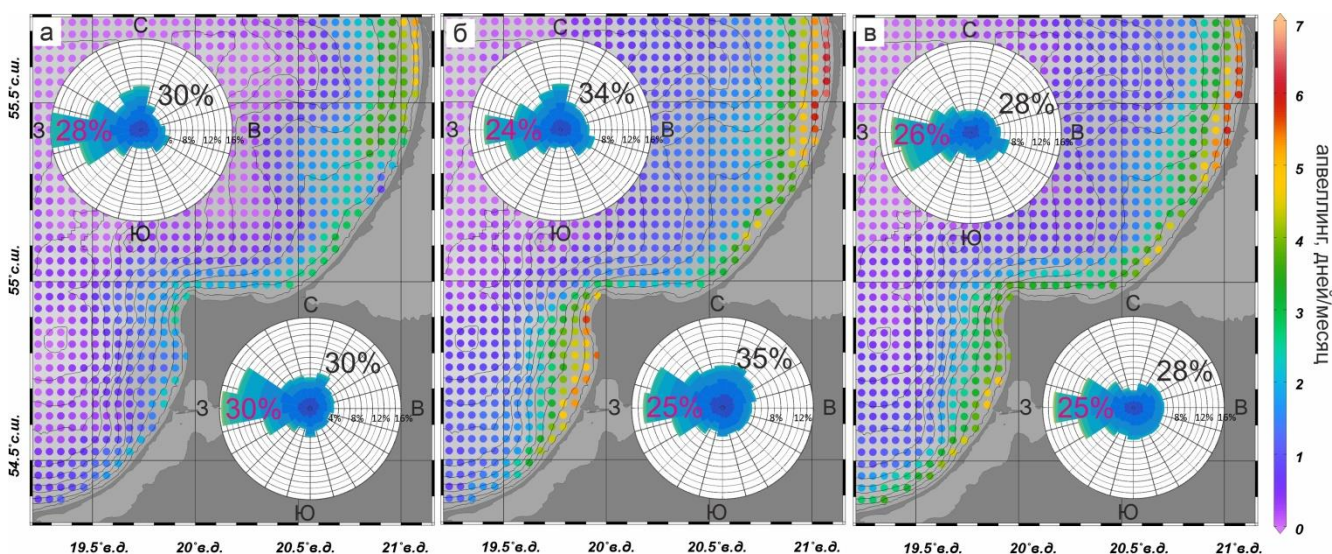 а
б
в
С
30%
28%
З
В
%
8%
12%
16%
Ю
С
34%
24%
З
В
8%
12%
16%
Ю
С
28%
26%
З
В
8%
12%
16%
Ю
С
30%
30%
З
В
4%
8%
12%
16%
Ю
С
35%
25%
З
В
8%
12%
Ю
С
28%
25%
З
В
8%
12%
16%
Ю
55.5°с.ш.
55°с.ш.
54.5°с.ш.
19.5°в.д.
20°в.д.
20.5°в.д.
21°в.д.
19.5°в.д.
20°в.д.
20.5°в.д.
21°в.д.
19.5°в.д.
20°в.д.
20.5°в.д.
21°в.д.
7
6
5
4
3
2
1
0
апвеллинг, дней/месяц